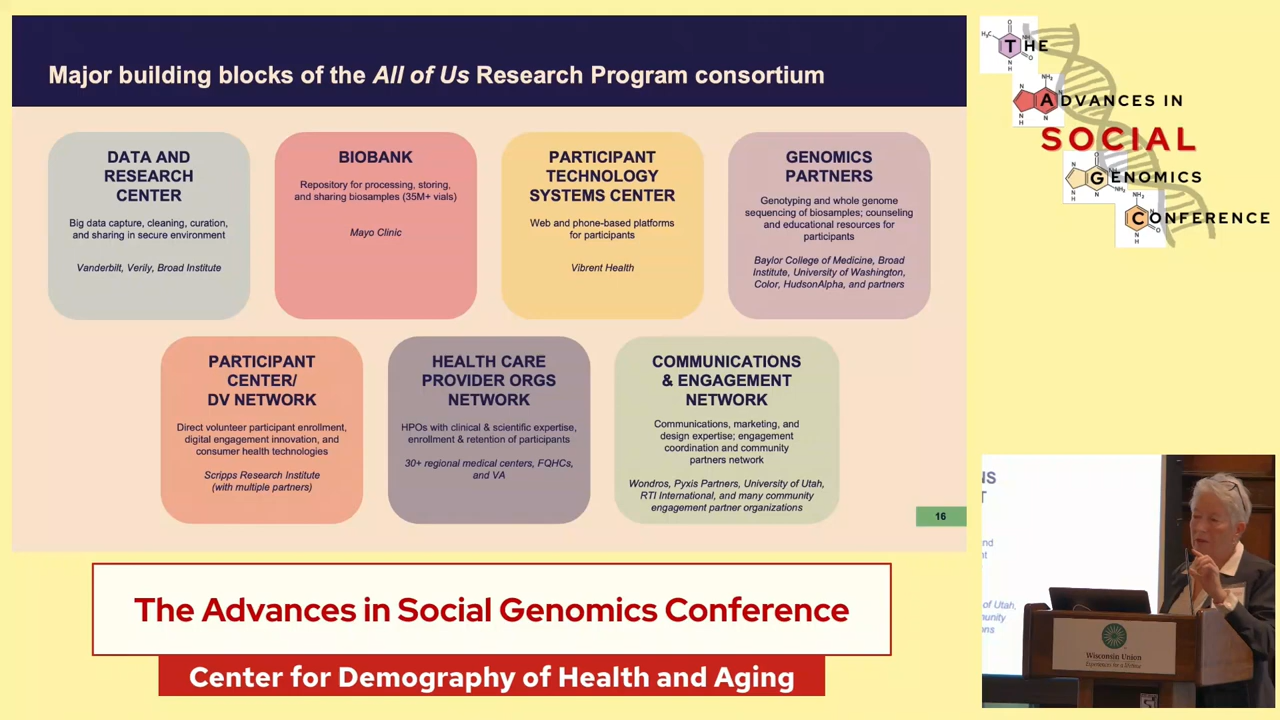 Major building blocks of the All of Us Research Program consortium
DATA AND
RESEARCH
CENTER
Big data capture, cleaning, curation,
and sharing in secure environment
Vanderbilt, Verily, Broad Institute
BIOBANK
Repository for processing, storing,
and sharing biosamples (35M+ vials)
Mayo Clinic
PARTICIPANT
TECHNOLOGY
SYSTEMS CENTER
Web and phone-based platforms
for participants
Vibrent Health
GENOMICS
PARTNERS
Genotyping and whole genome
sequencing of biosamples; counseling
and educational resources for
participants
Baylor College of Medicine, Broad
Institute, University of Washington,
Color, HudsonAlpha, and partners
PARTICIPANT
CENTER/
DV NETWORK
Direct volunteer participant enrollment,
digital engagement innovation, and
consumer health technologies
Scripps Research Institute
(with multiple partners)
HEALTH CARE
PROVIDER ORGS
NETWORK
HPOs with clinical & scientific expertise,
enrollment & retention of participants
30+ regional medical centers, FQHCs,
and VA
COMMUNICATIONS
& ENGAGEMENT
NETWORK
Communications, marketing, and
design expertise; engagement
coordination and community
partners network
Wondros, Pyxis Partners, University of Utah,
RTI International, and many community
engagement partner organizations
16
The Advances in Social Genomics Conference
Center for Demography of Health and Aging
THE
ADVANCES IN
SOCIAL
GENOMICS
CONFERENCE
NS
T
nd
nt
of Utah,
munity
ns
Wisconsin Union